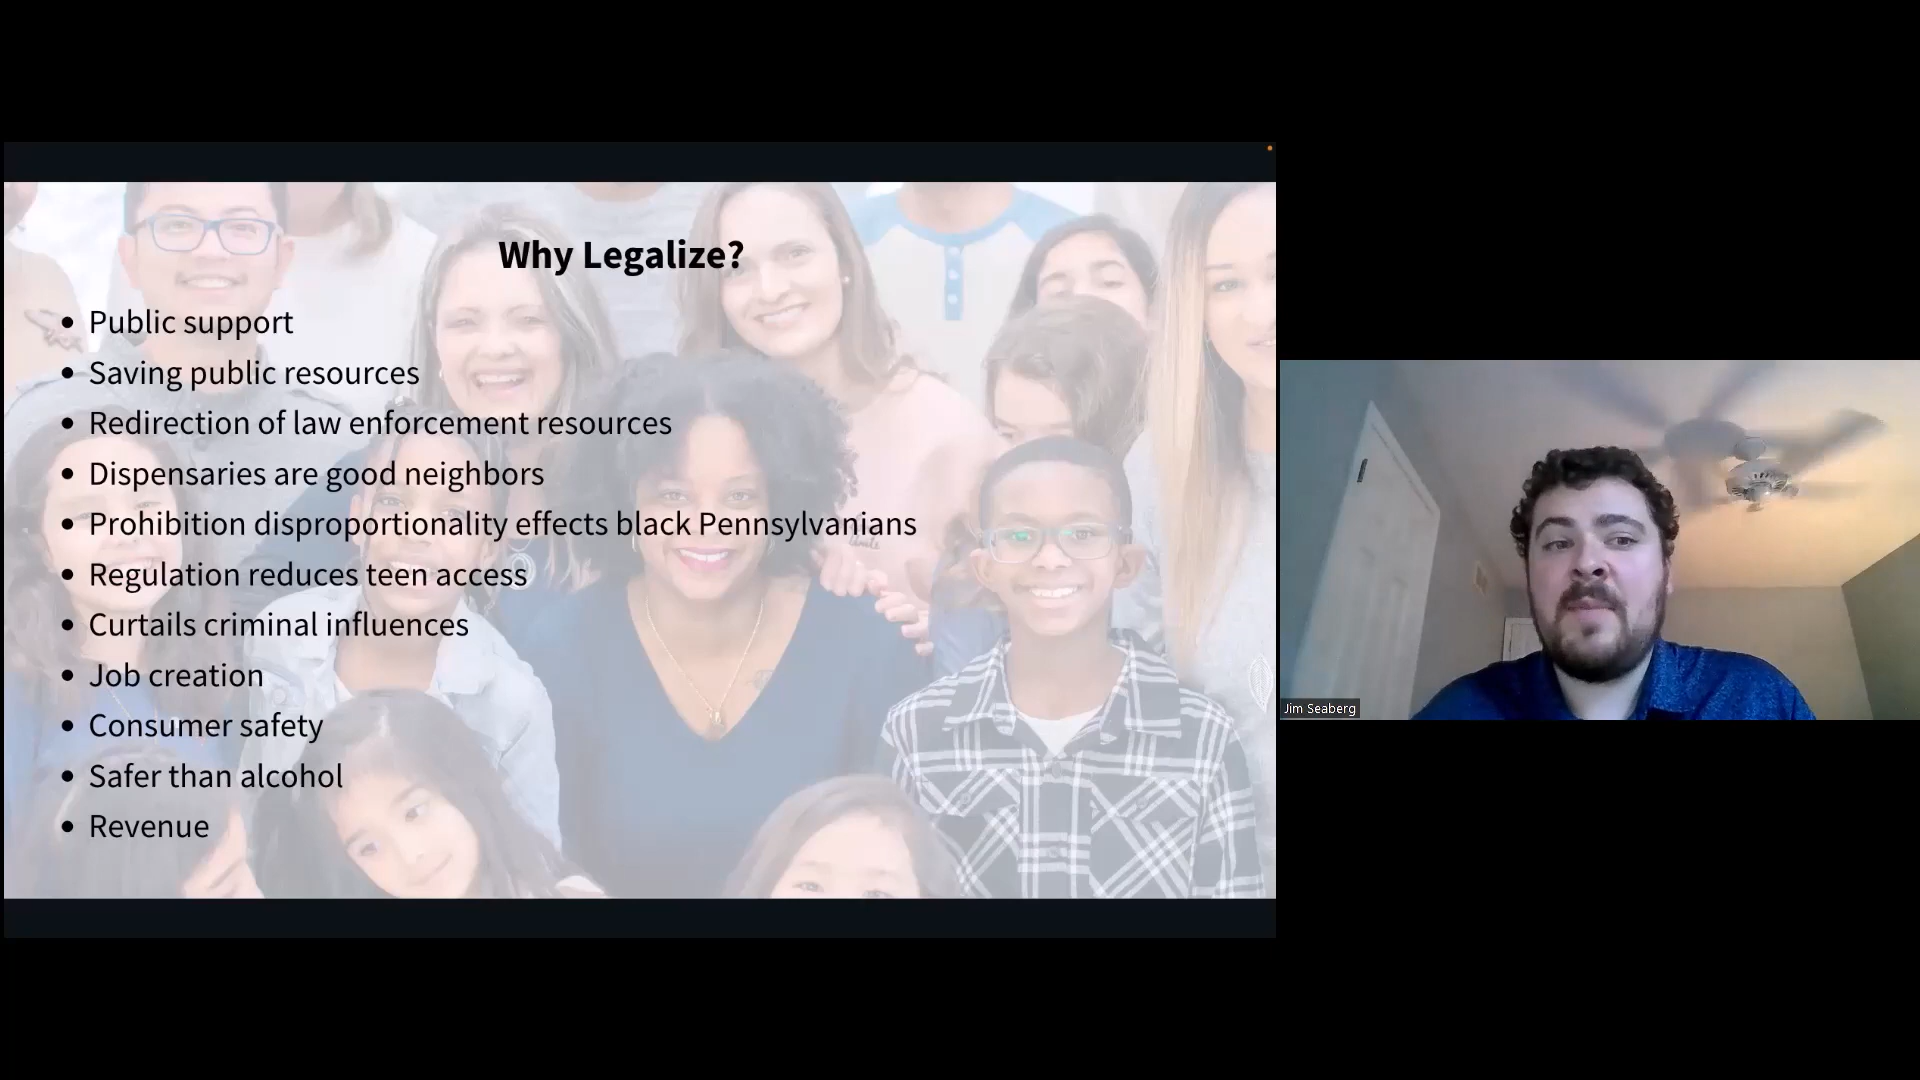 Why Legalize?
• Public support
• Saving public resources
• Redirection of law enforcement resources
• Dispensaries are good neighbors
• Prohibition disproportionality effects black Pennsylvanians
• Regulation reduces teen access
• Curtails criminal influences
• Job creation
• Consumer safety
• Safer than alcohol
• Revenue
Jim Seaberg